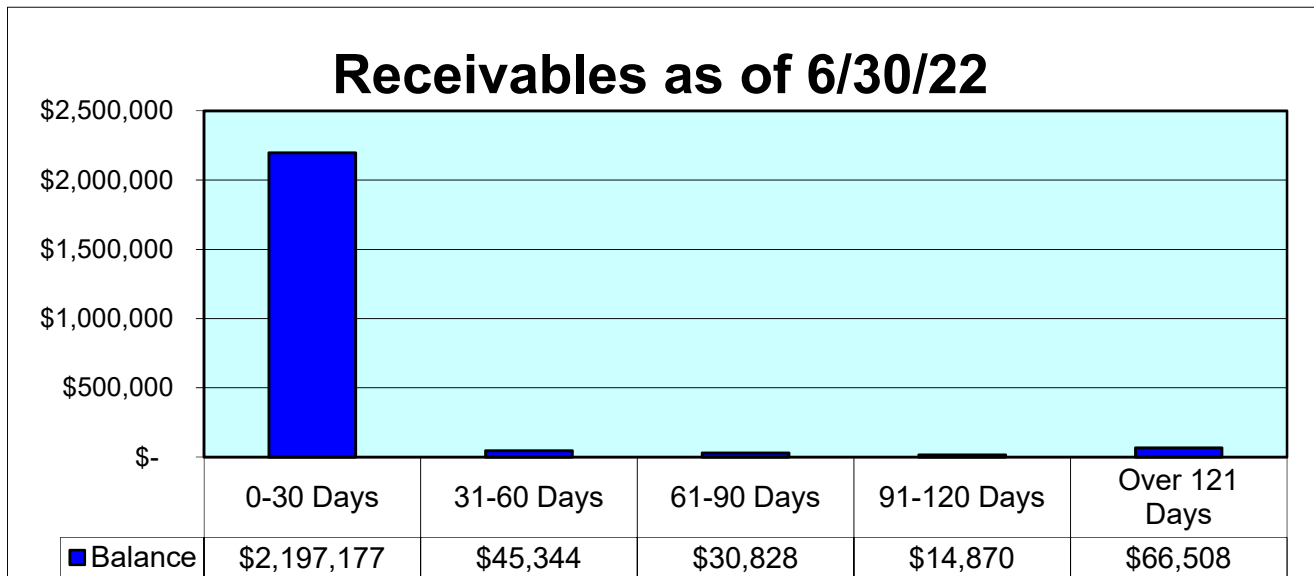 Receivables as of 6/30/22
$2,500,000
$2,000,000
$1,500,000
$1,000,000
$500,000
$-
0-30 Days 31-60 Days 61-90 Days 91-120 Days Over 121
Days
Balance $2,197,177 $45,344 $30,828 $14,870 $66,508